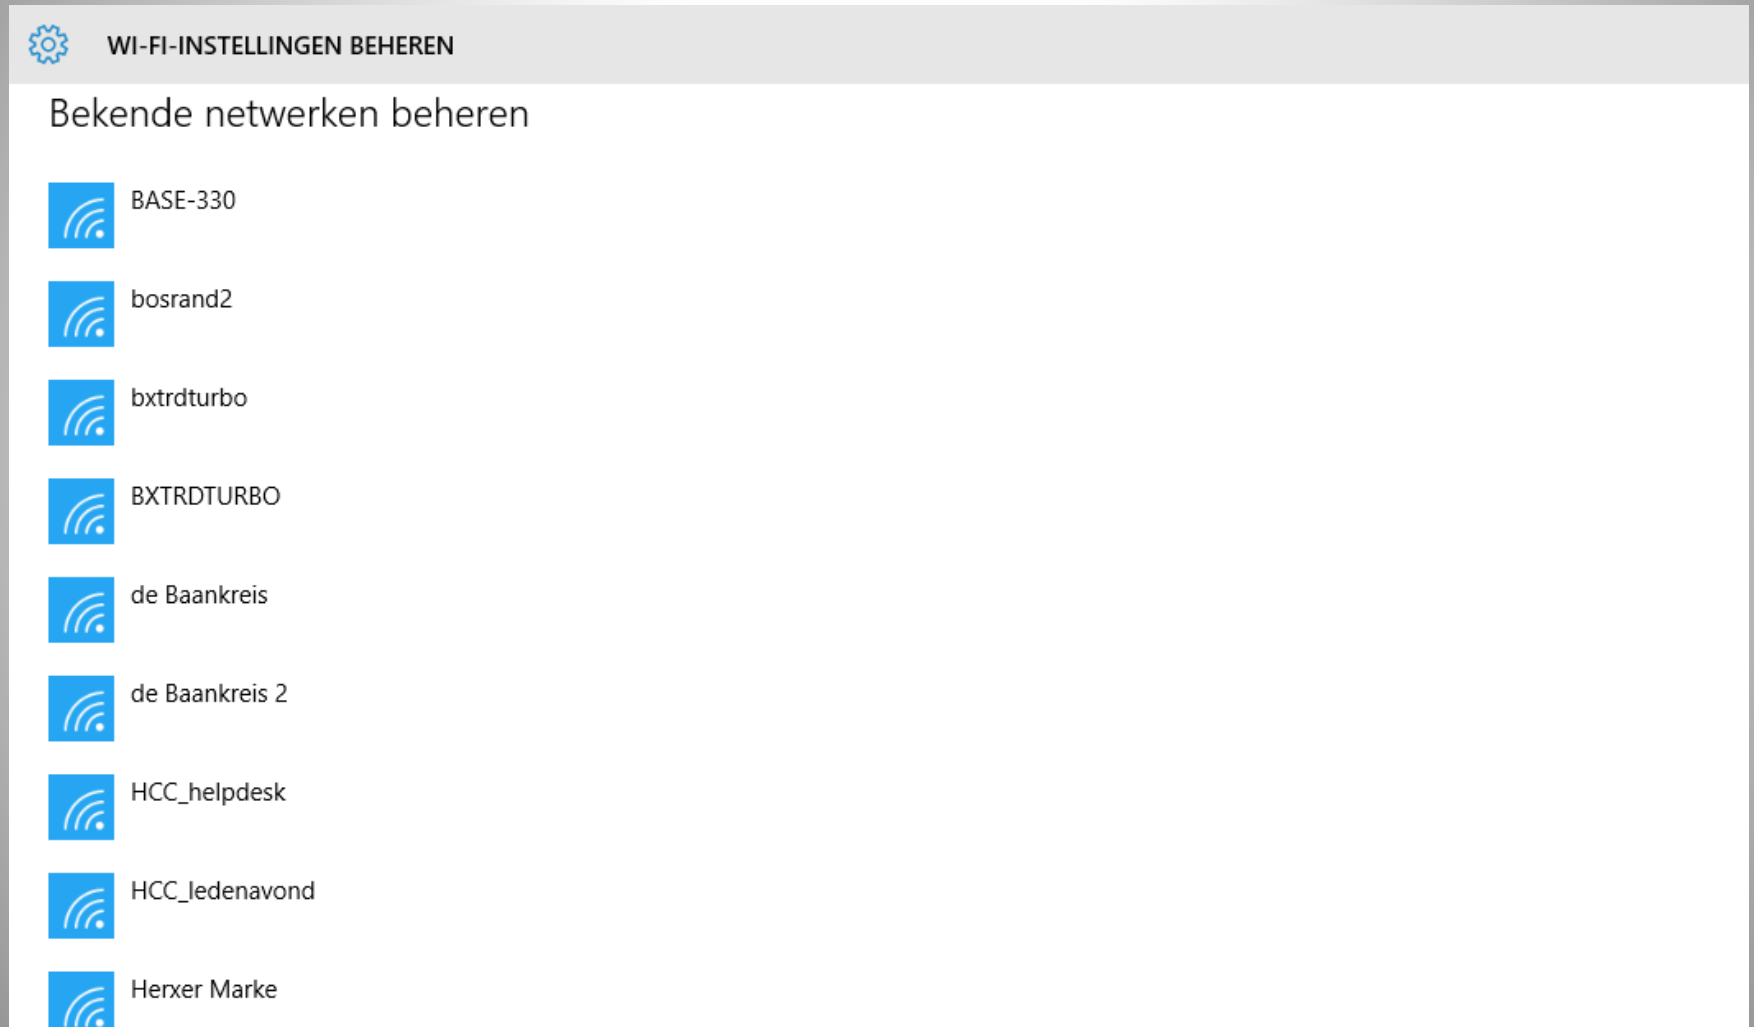 WI-FI-INSTELLINGEN BEHEREN
Bekende netwerken beheren
BASE-330
bosrand2
bxtrdturbo
BXTRDTURBO
de Baankreis
de Baankreis 2
HCC_helpdesk
HCC_ledenavond
Herxer Marke